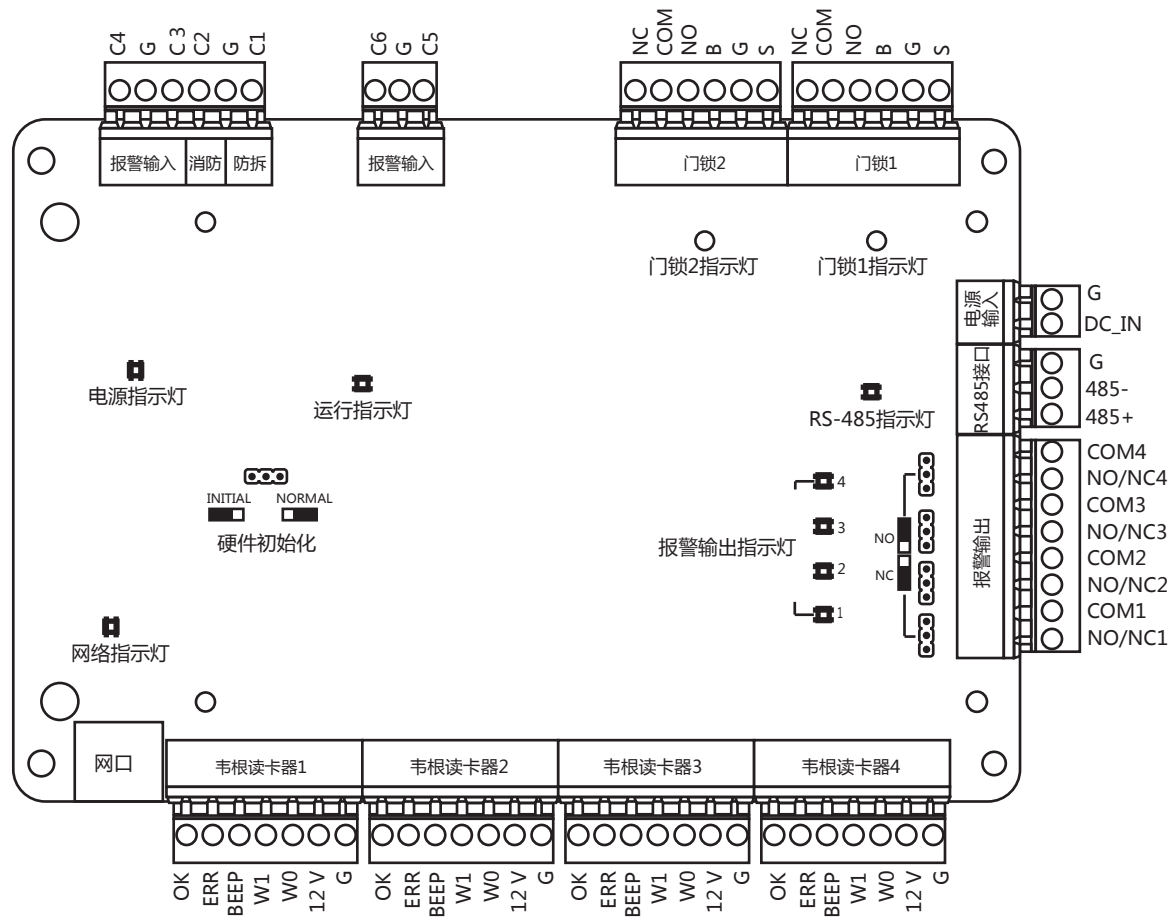 C4 G C3 C2 G C1
C6 G C5
NC COM NO B G S
NC COM NO B G S
报警输入 消防 防拆
报警输入
门锁2
门锁1
门锁2指示灯
门锁1指示灯
电源输入
G
DC_IN
RS485接口
G
485-
485+
电源指示灯
运行指示灯
RS-485指示灯
INITIAL NORMAL
硬件初始化
报警输出指示灯
4
3
2
1
NO
NC
报警输出
COM4
NO/NC4
COM3
NO/NC3
COM2
NO/NC2
COM1
NO/NC1
网络指示灯
网口
韦根读卡器1
韦根读卡器2
韦根读卡器3
韦根读卡器4
OK ERR BEEP W1 W0 12 V G
OK ERR BEEP W1 W0 12 V G
OK ERR BEEP W1 W0 12 V G
OK ERR BEEP W1 W0 12 V G